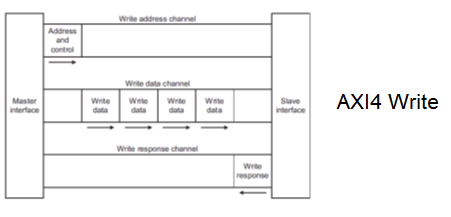 Write address channel
Address
and
control
Write data channel
Master
interface
Write
data
Write
data
Write
data
Write
data
Slave
interface
AXI4 Write
Write response channel
Write
response